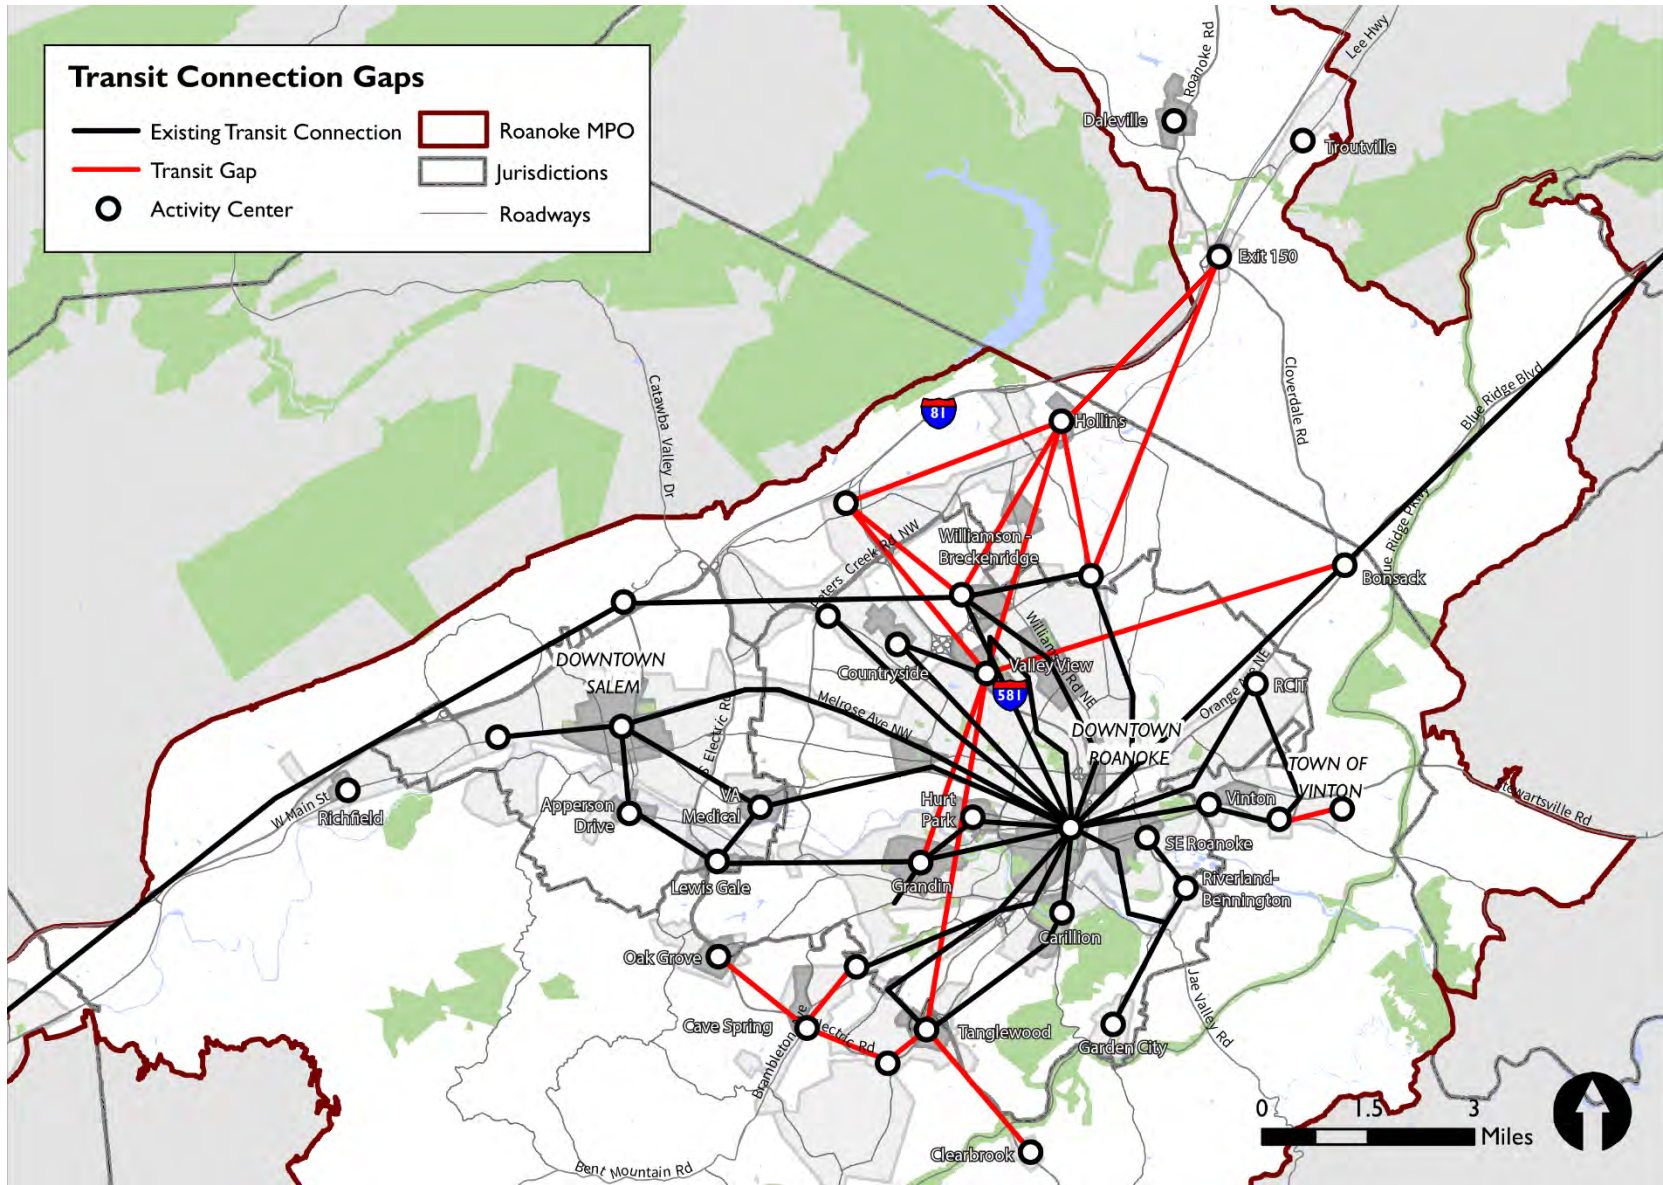 Transit Connection Gaps
Existing Transit Connection
Transit Gap
Activity Center
Roanoke MPO
Jurisdictions
Roadways
Roanoke Rd
Lee Hwy
Daleville
Troutville
Exit 150
Cloverdale Rd
Blue Ridge Blvd
Catawba Valley Dr
81
Hollins
Blue Ridge Pkwy
Peters Creek Rd NW
Williamson -
Breckenridge
Bonsack
DOWNTOWN
SALEM
Countryside
Williamson Rd NE
Valley View
581
Orange Ave NE
RCIT
Melrose Ave NW
S Electric Rd
DOWNTOWN
ROANOKE
TOWN OF
VINTON
W Main St
Richfield
Apperson
Drive
VA
Medical
Hurt
Park
Vinton
Stewartsville Rd
SE Roanoke
Lewis Gale
Grandin
Riverland-
Bennington
Carillion
Oak Grove
Cave Spring
Brambleton Ave
Electric Rd
Tanglewood
Garden City
Jae Valley Rd
Clearbrook
Bent Mountain Rd
0 1.5 3
Miles